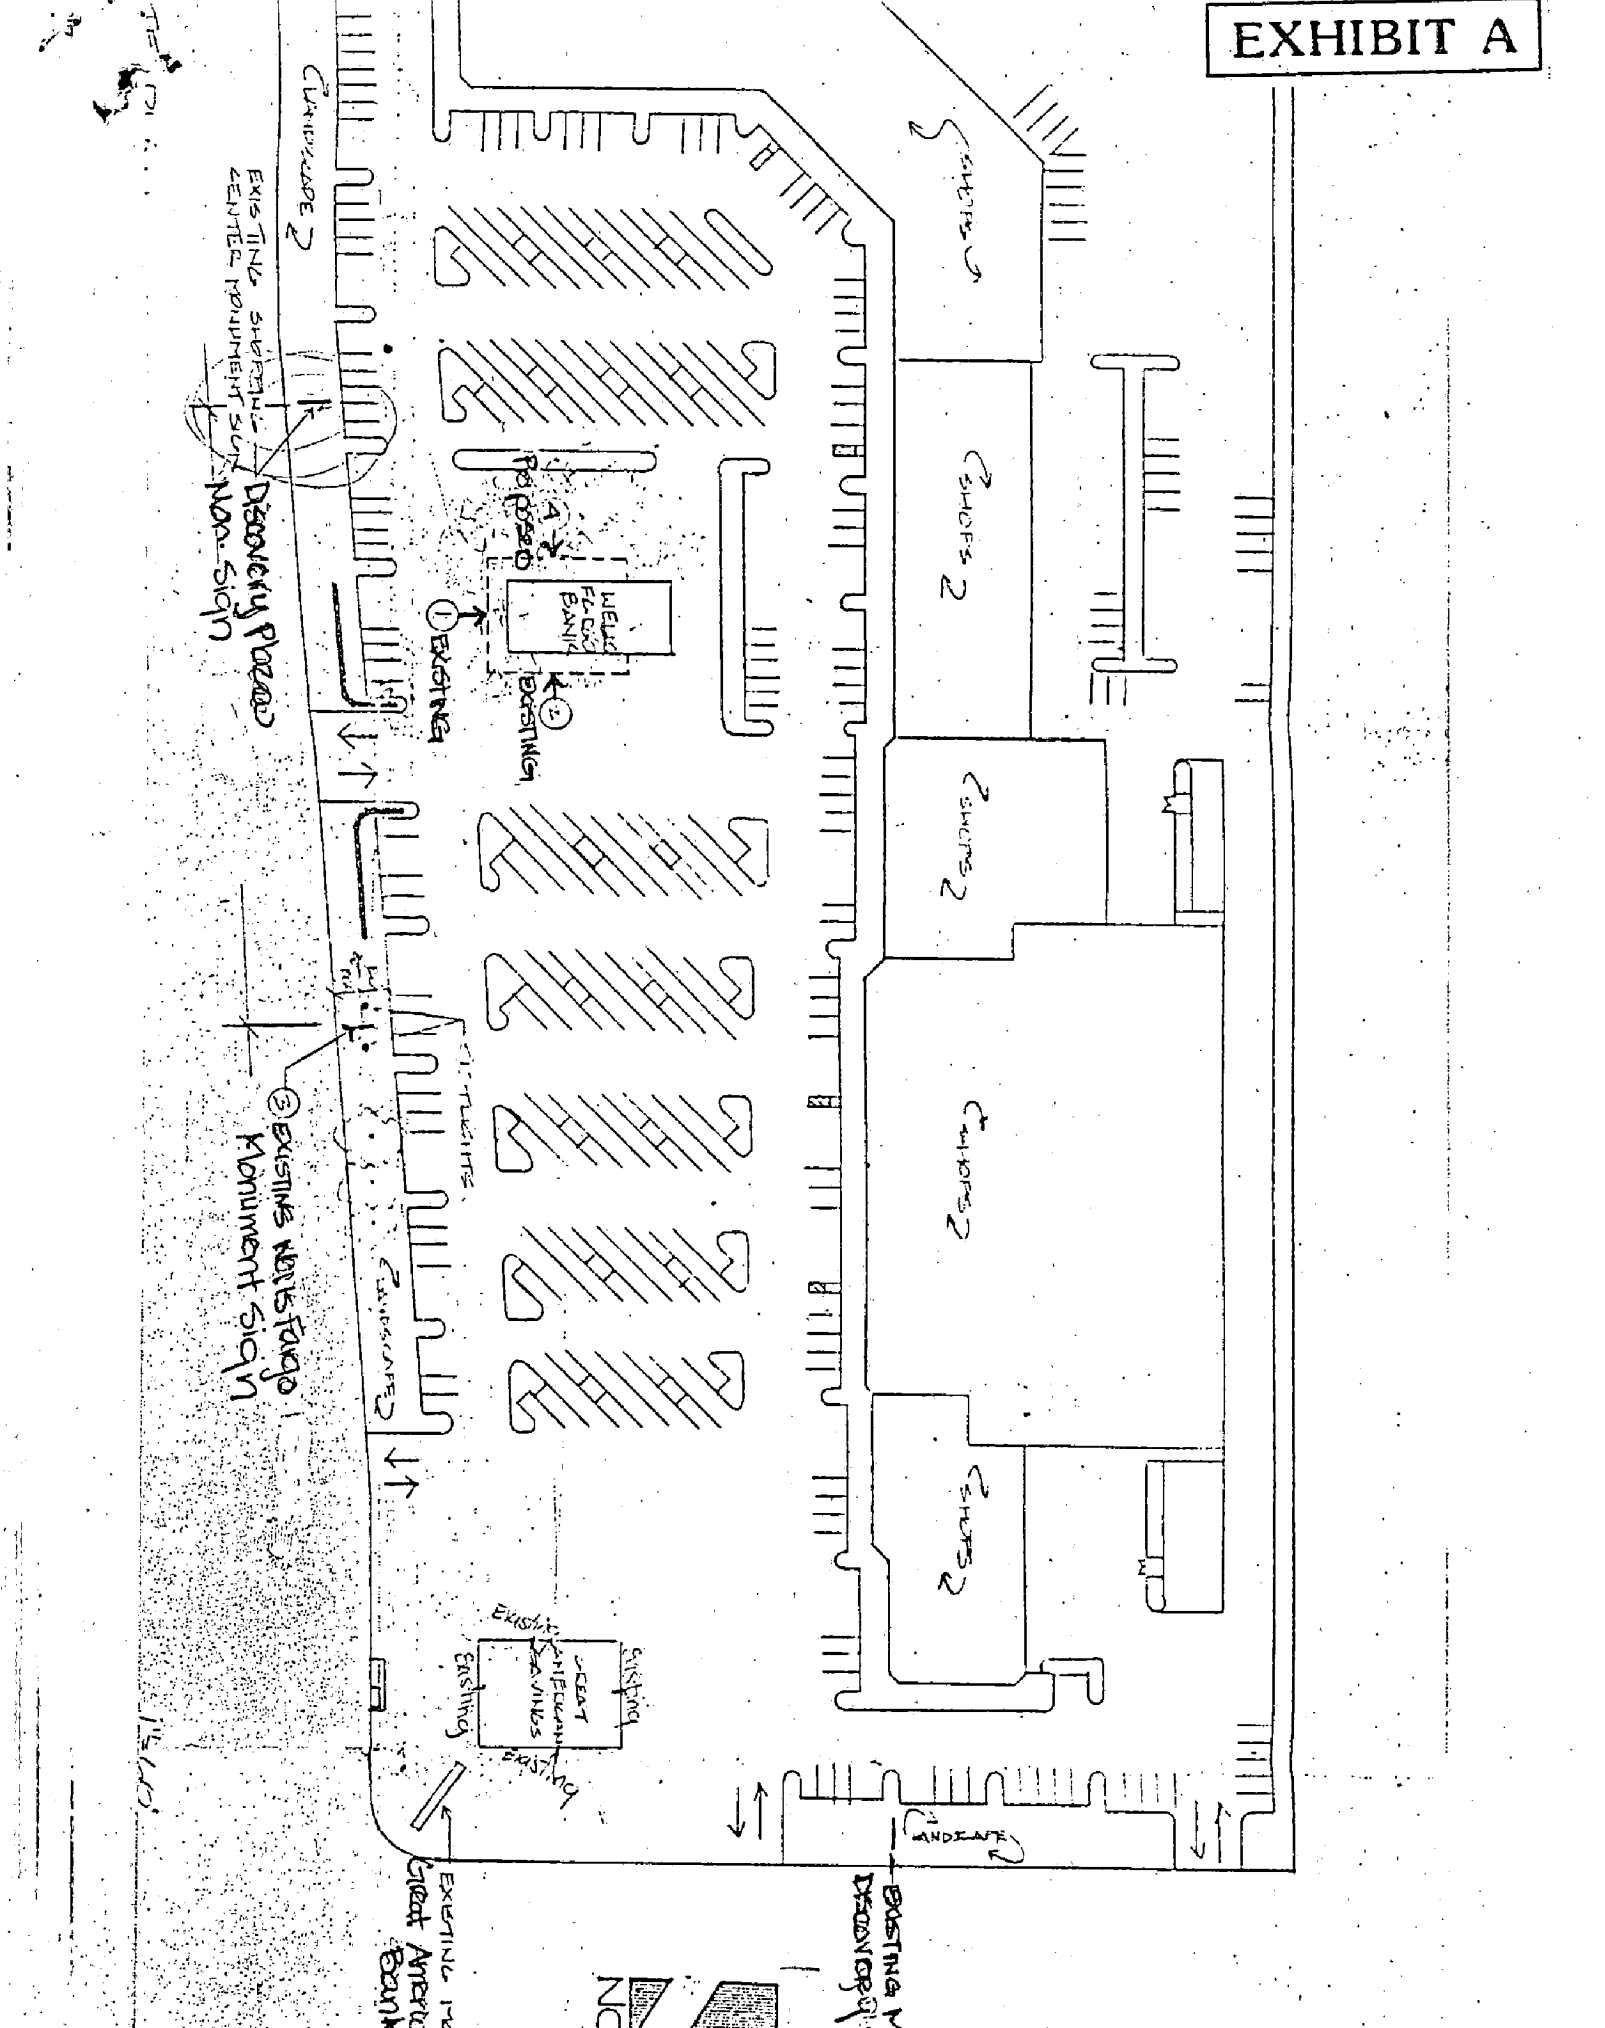 EXHIBIT A
SHOPS
LANDSCAPE
EXISTING SHOPPING
CENTER MONUMENT SIGN
Discovery Plaza
Mon. Sign
SHOPS
Proposed
4
WELLS
FARGO
BANK
1 EXISTING
2
EXISTING
SHOPS
SHOPS
3 EXISTING Wells Fargo
Monument Sign
LANDSCAPE
SHOPS
Existing
Existing
Existing
Existing
GREAT
AMERICAN
SAVINGS
LANDSCAPE
EXISTING
Great
Bank
EXISTING
DISCOVERY
1"=40'